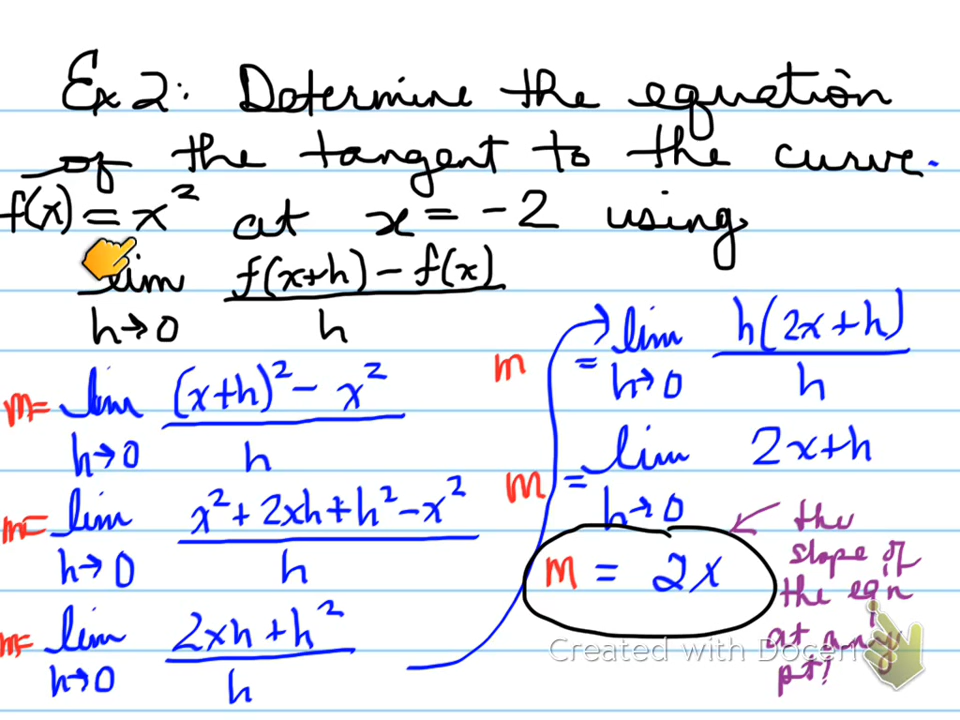 Ex 2: Determine the equation
of the tangent to the curve.
f(x) = x² at x = -2 using
lim f(x+h) - f(x)
h→0 h
m= lim (x+h)² - x²
h→0 h
m= lim x² + 2xh + h² - x²
h→0 h
m= lim 2xh + h²
h→0 h
m = lim h(2x+h)
h→0 h
m = lim 2x+h
h→0
m = 2x
the
slope of
the eqn
at any
pt!
Created with Doceri